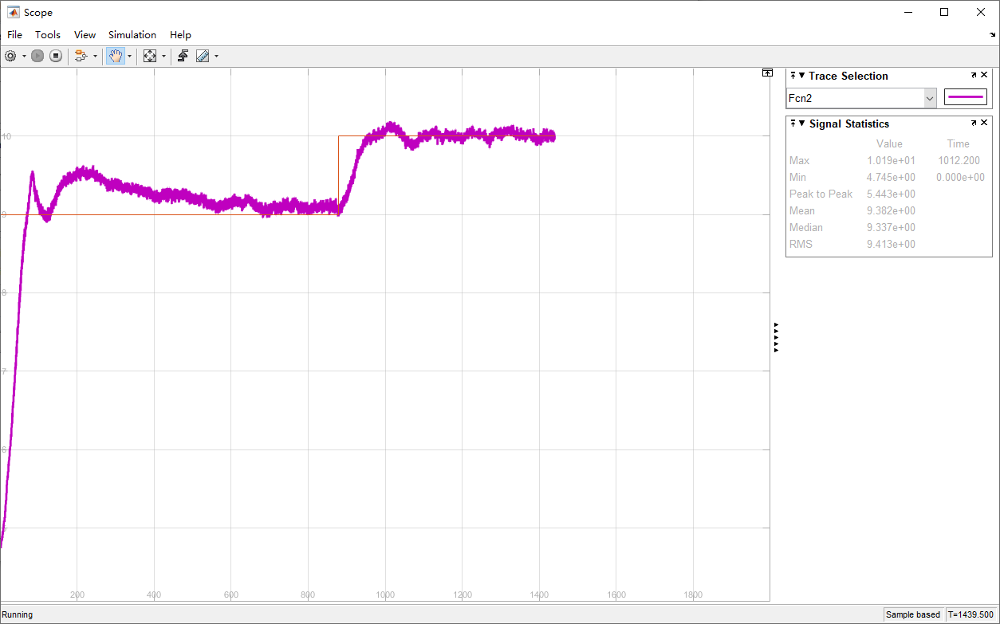 Scope
File Tools View Simulation Help
Trace Selection
Fcn2
Signal Statistics
Value Time
Max 1.019e+01 1012.200
Min 4.745e+00 0.000e+00
Peak to Peak 5.443e+00
Mean 9.382e+00
Median 9.337e+00
RMS 9.413e+00
10
9
8
7
6
200 400 600 800 1000 1200 1400 1600 1800
Running Sample based T=1439.500